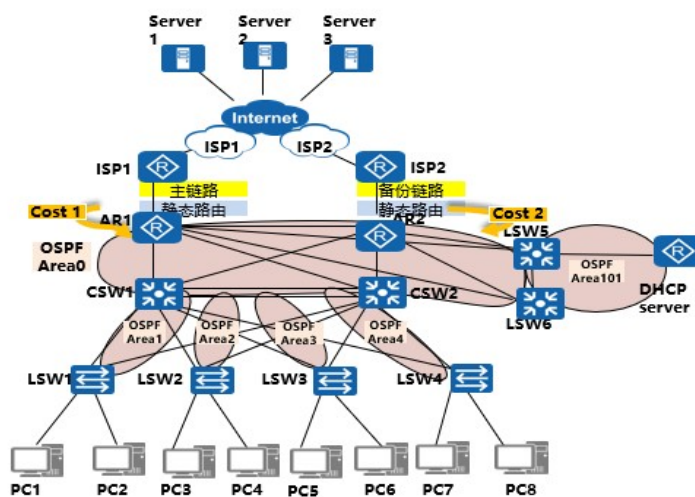 Server 1
Server 2
Server 3
Internet
ISP1
ISP2
ISP1
ISP2
主链路
备份链路
静态路由
静态路由
Cost 1
Cost 2
AR1
AR2
LSW5
OSPF
Area0
OSPF
Area101
DHCP
server
CSW1
CSW2
LSW6
OSPF
Area1
OSPF
Area2
OSPF
Area3
OSPF
Area4
LSW1
LSW2
LSW3
LSW4
PC1
PC2
PC3
PC4
PC5
PC6
PC7
PC8
R
R
R
R
R